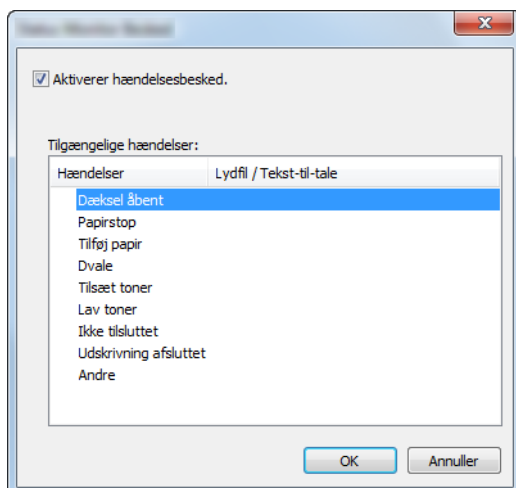 Aktiverer hændelsesbesked.
Tilgængelige hændelser:
Hændelser Lydfil / Tekst-til-tale
Dæksel åbent
Papirstop
Tilføj papir
Dvale
Tilsæt toner
Lav toner
Ikke tilsluttet
Udskrivning afsluttet
Andre
OK Annuller